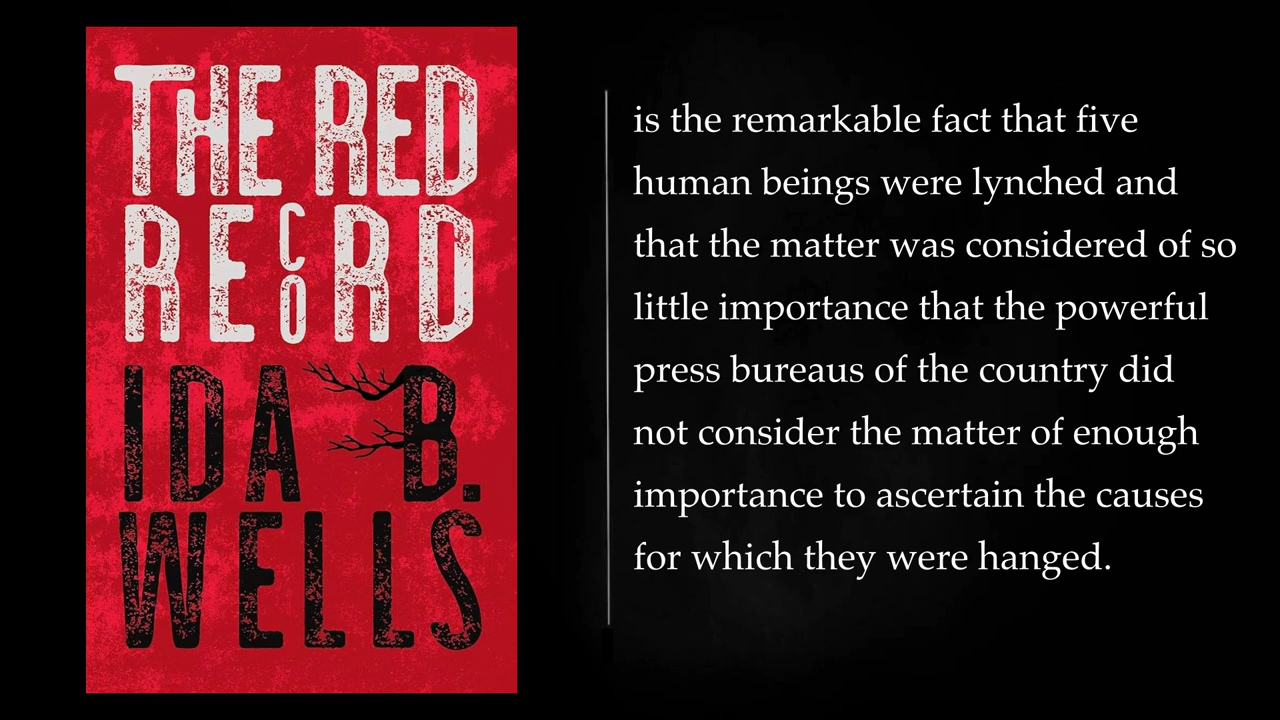 THE RED
RECORD
IDA B.
WELLS
is the remarkable fact that five
human beings were lynched and
that the matter was considered of so
little importance that the powerful
press bureaus of the country did
not consider the matter of enough
importance to ascertain the causes
for which they were hanged.